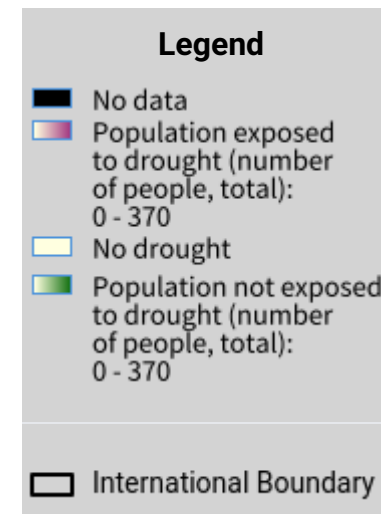 Legend
No data
Population exposed
to drought (number
of people, total):
0 - 370
No drought
Population not exposed
to drought (number
of people, total):
0 - 370
International Boundary